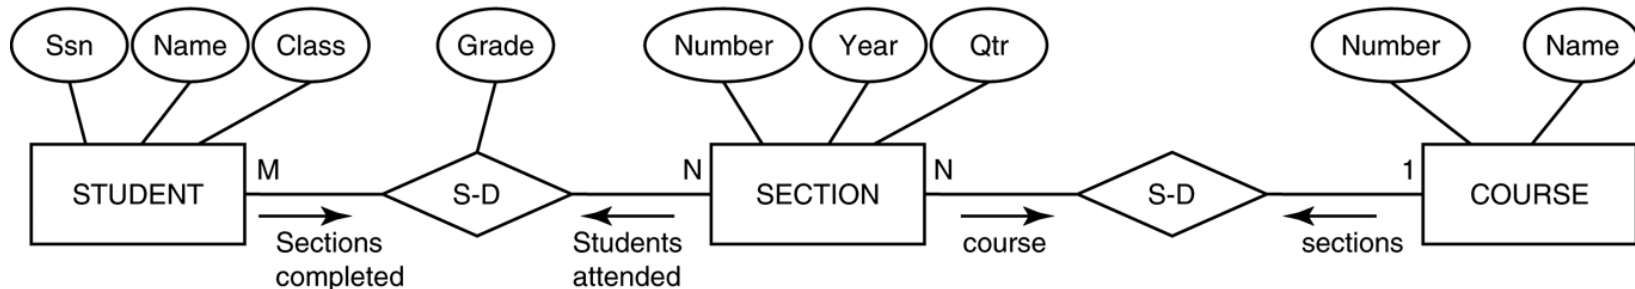 Ssn Name Class Grade Number Year Qtr Number Name
STUDENT M S-D N SECTION N S-D 1 COURSE
Sections completed
Students attended
course
sections